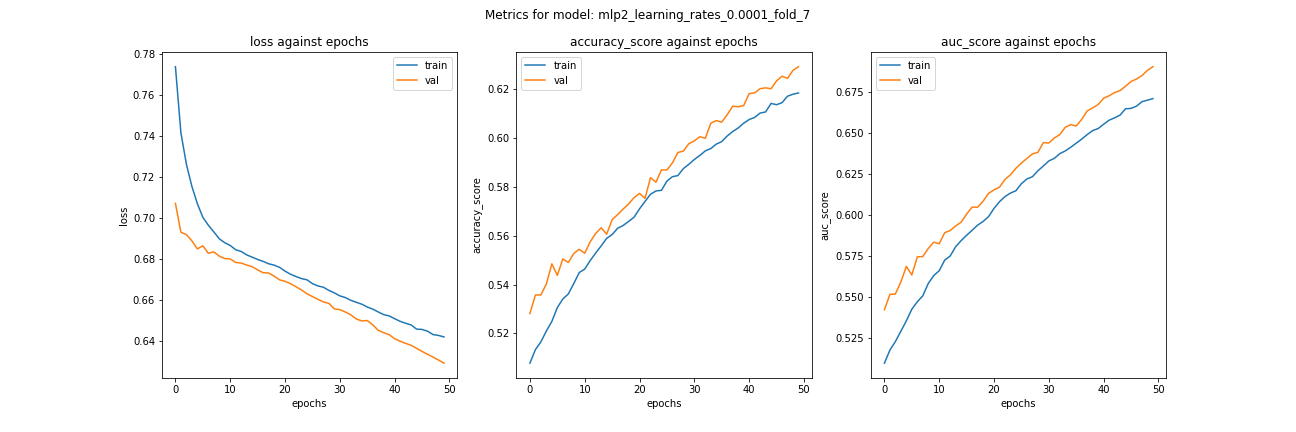 Metrics for model: mlp2_learning_rates_0.0001_fold_7
loss against epochs
train
val
0.78
0.76
0.74
0.72
0.70
0.68
0.66
0.64
loss
0
10
20
30
40
50
epochs
accuracy_score against epochs
train
val
0.62
0.60
0.58
0.56
0.54
0.52
accuracy_score
0
10
20
30
40
50
epochs
auc_score against epochs
train
val
0.675
0.650
0.625
0.600
0.575
0.550
0.525
auc_score
0
10
20
30
40
50
epochs